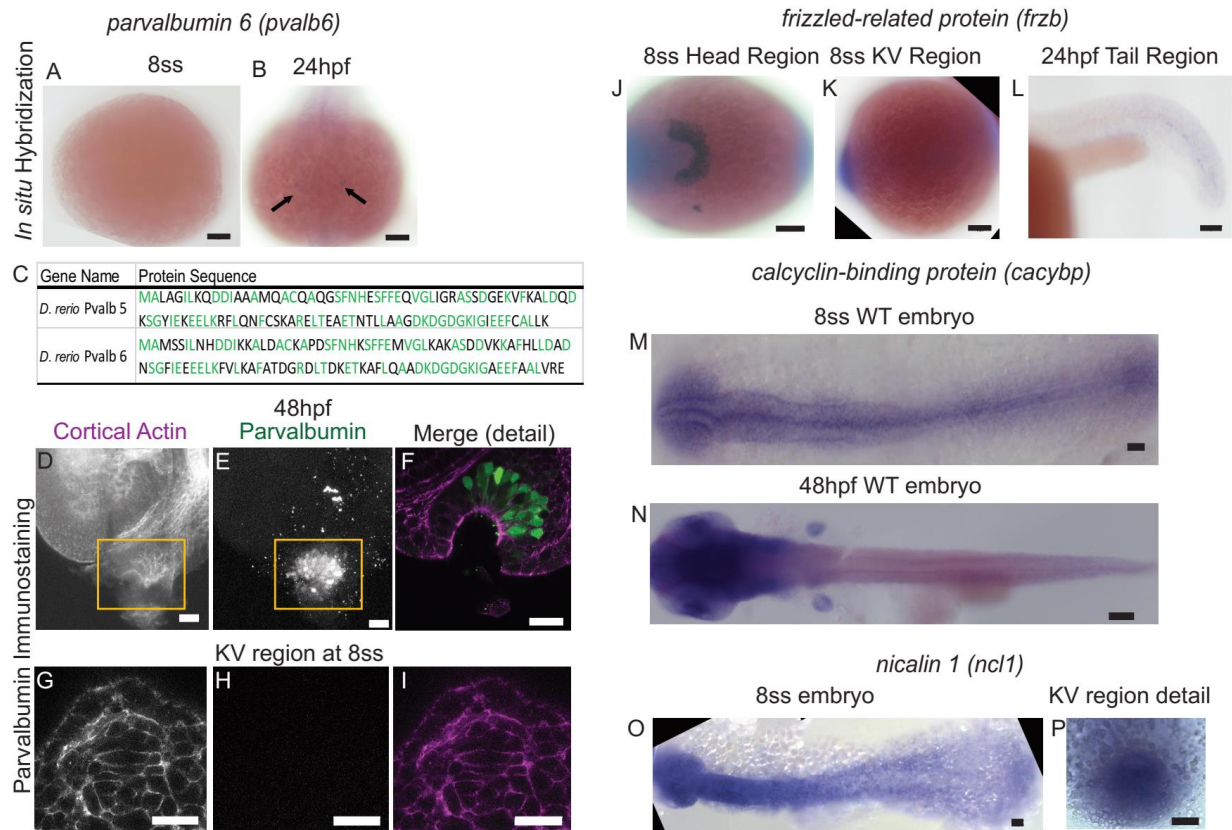 parvalbumin 6 (pvalb6)
In situ Hybridization
A
8ss
B
24hpf
C
Gene Name
Protein Sequence
D. rerio Pvalb 5
MALAGILKQDDIAAAMQACQAQGSFNHESFFEQVGLIGRASSDGEKVFKALDQD
KSGYIEKEELKRFLQNFCSKARELTEAETNTLLAAGDKDGDGKIGIEEFCALLK
D. rerio Pvalb 6
MAMSSILNHDDIKKALDACKAPDSFNHKSFFEMVGLKAKASDDVKKAFHLLDAD
NSGFIEEEELKFVLKAFATDGRDLTDKETKAFLQAADKDGDGKIGAEEFAALVRE
Parvalbumin Immunostaining
48hpf
Cortical Actin
Parvalbumin
Merge (detail)
D
E
F
KV region at 8ss
G
H
I
frizzled-related protein (frzb)
8ss Head Region
8ss KV Region
24hpf Tail Region
J
K
L
calcyclin-binding protein (cacybp)
8ss WT embryo
M
48hpf WT embryo
N
nicalin 1 (ncl1)
8ss embryo
KV region detail
O
P